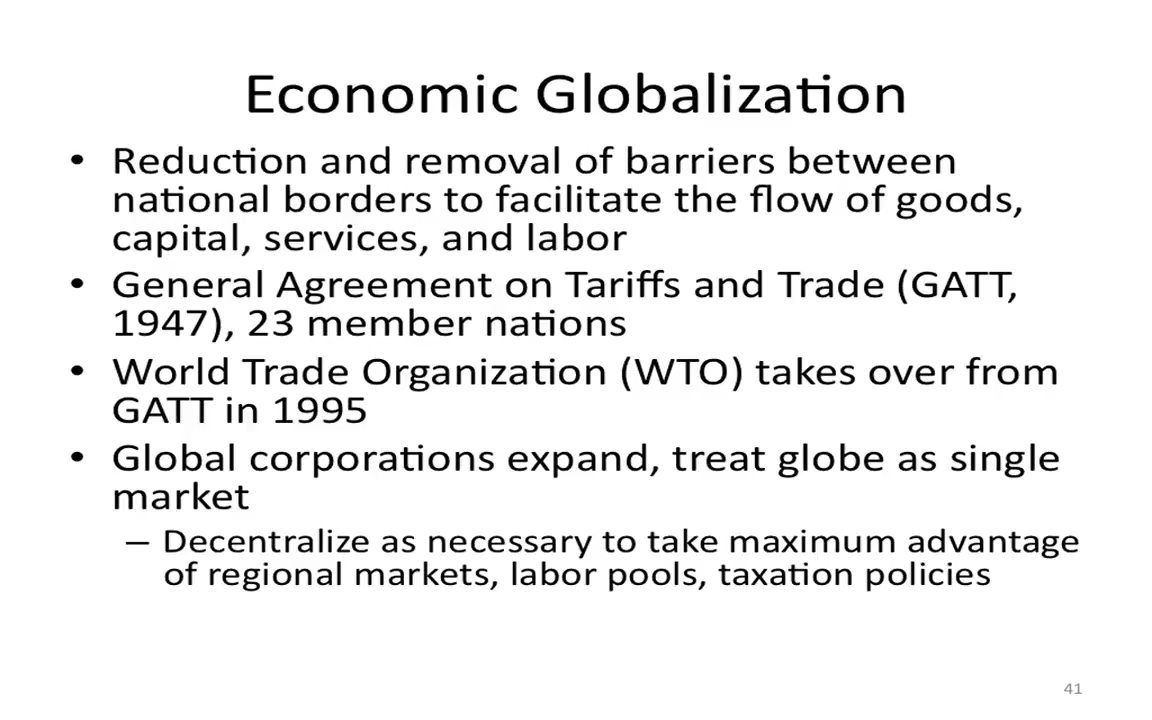 Economic Globalization
• Reduction and removal of barriers between
national borders to facilitate the flow of goods,
capital, services, and labor
• General Agreement on Tariffs and Trade (GATT,
1947), 23 member nations
• World Trade Organization (WTO) takes over from
GATT in 1995
• Global corporations expand, treat globe as single
market
– Decentralize as necessary to take maximum advantage
of regional markets, labor pools, taxation policies
41